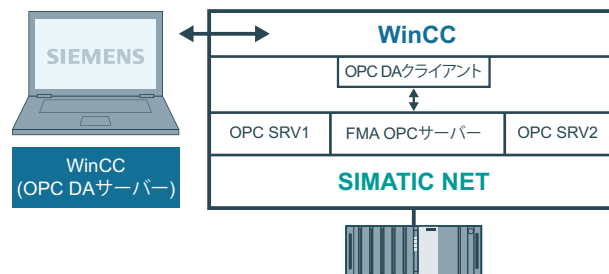 SIEMENS
WinCC
(OPC DAサーバー)
WinCC
OPC DAクライアント
OPC SRV1
FMA OPCサーバー
OPC SRV2
SIMATIC NET